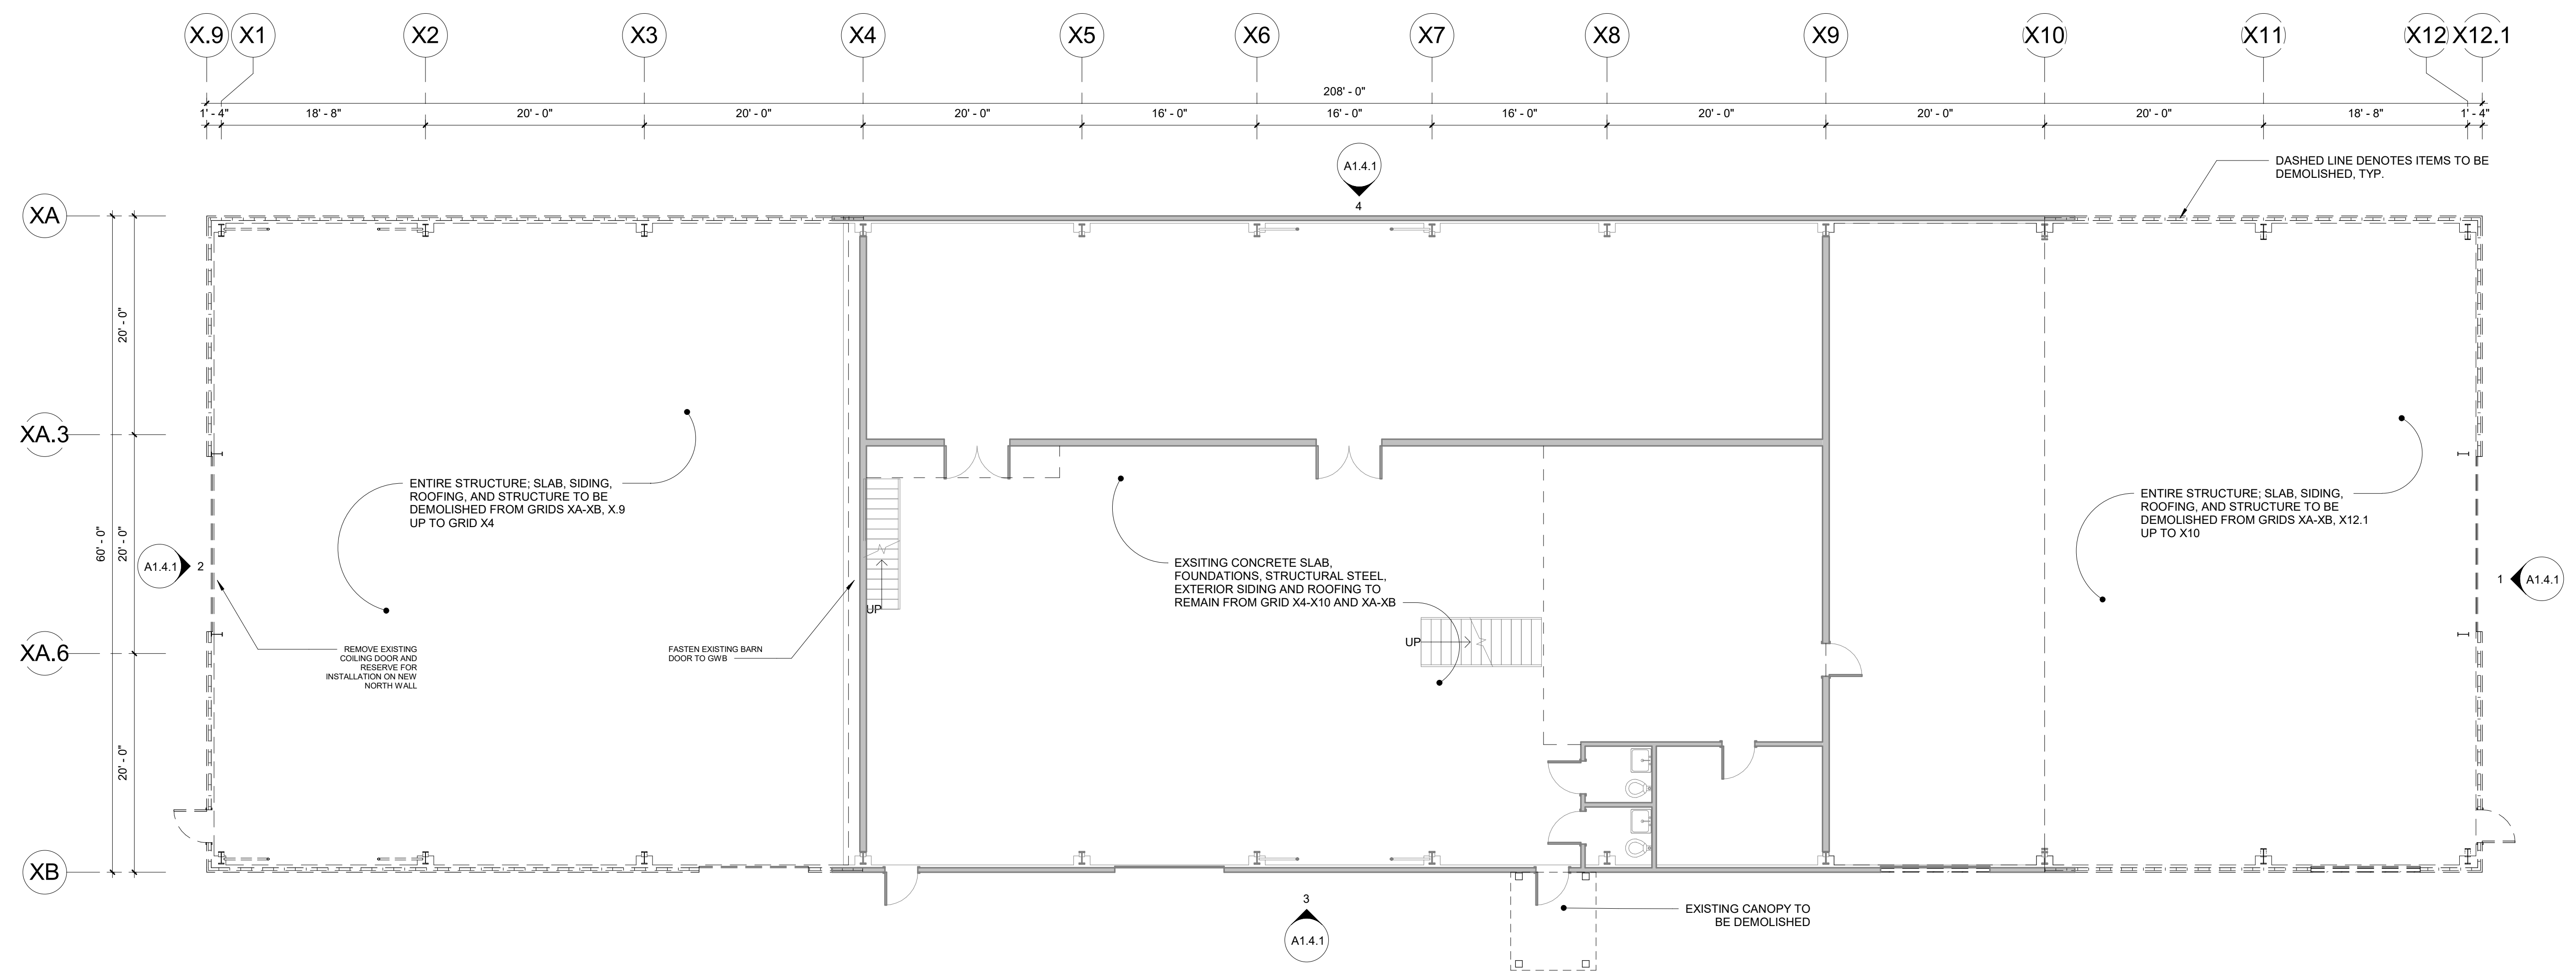 X.9 X1 X2 X3 X4 X5 X6 X7 X8 X9 X10 X11 X12 X12.1
208' - 0"
1' - 4" 18' - 8" 20' - 0" 20' - 0" 20' - 0" 16' - 0" 16' - 0" 16' - 0" 20' - 0" 20' - 0" 20' - 0" 18' - 8" 1' - 4"
A1.4.1
4
DASHED LINE DENOTES ITEMS TO BE
DEMOLISHED, TYP.
XA
XA.3
XA.6
XB
60' - 0"
20' - 0"
20' - 0"
20' - 0"
A1.4.1
2
ENTIRE STRUCTURE; SLAB, SIDING,
ROOFING, AND STRUCTURE TO BE
DEMOLISHED FROM GRIDS XA-XB, X.9
UP TO GRID X4
REMOVE EXISTING
COILING DOOR AND
RESERVE FOR
INSTALLATION ON NEW
NORTH WALL
FASTEN EXISTING BARN
DOOR TO GWB
UP
EXSITING CONCRETE SLAB,
FOUNDATIONS, STRUCTURAL STEEL,
EXTERIOR SIDING AND ROOFING TO
REMAIN FROM GRID X4-X10 AND XA-XB
UP
ENTIRE STRUCTURE; SLAB, SIDING,
ROOFING, AND STRUCTURE TO BE
DEMOLISHED FROM GRIDS XA-XB, X12.1
UP TO X10
1
A1.4.1
3
A1.4.1
EXISTING CANOPY TO
BE DEMOLISHED